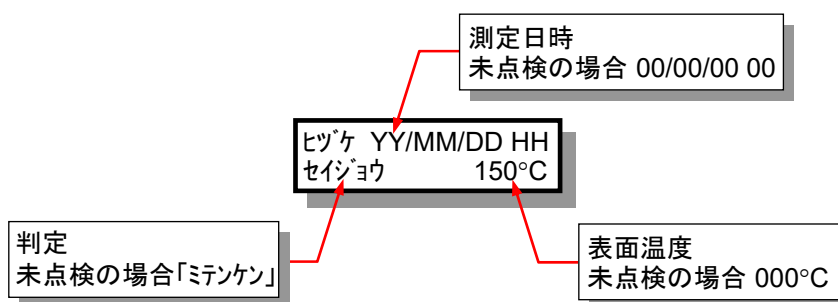 測定日時
未点検の場合 00/00/00 00
ﾋﾂﾞｹ YY/MM/DD HH
ｾｲｼﾞｮｳ 150°C
判定
未点検の場合「ﾐﾃﾝｹﾝ」
表面温度
未点検の場合 000°C